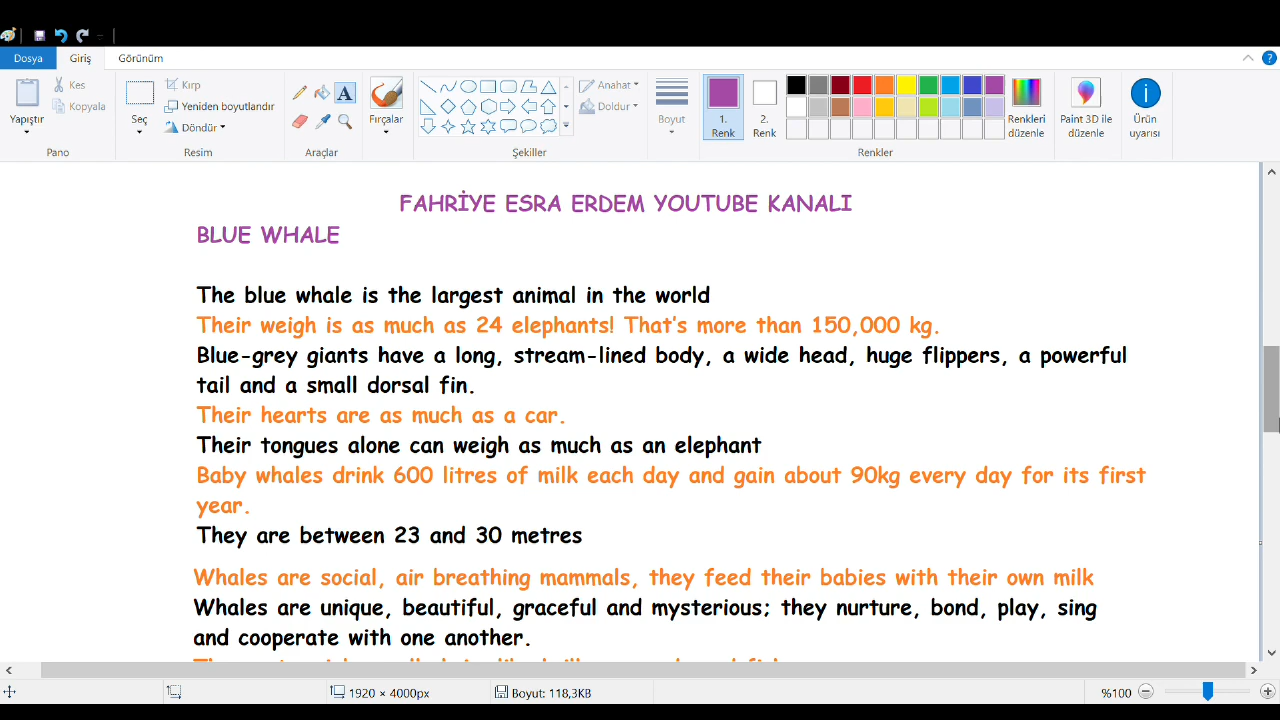 Dosya Giriş Görünüm
Yapıştır
Kes
Kopyala
Pano
Seç
Kırp
Yeniden boyutlandır
Döndür
Resim
A
Araçlar
Fırçalar
Anahat
Doldur
Şekiller
Boyut
1. Renk
2. Renk
Renkleri düzenle
Renkler
Paint 3D ile düzenle
Ürün uyarısı
FAHRİYE ESRA ERDEM YOUTUBE KANALI
BLUE WHALE
The blue whale is the largest animal in the world
Their weigh is as much as 24 elephants! That's more than 150,000 kg.
Blue-grey giants have a long, stream-lined body, a wide head, huge flippers, a powerful
tail and a small dorsal fin.
Their hearts are as much as a car.
Their tongues alone can weigh as much as an elephant
Baby whales drink 600 litres of milk each day and gain about 90kg every day for its first
year.
They are between 23 and 30 metres
Whales are social, air breathing mammals, they feed their babies with their own milk
Whales are unique, beautiful, graceful and mysterious; they nurture, bond, play, sing
and cooperate with one another.
1920 × 4000px Boyut: 118,3KB %100